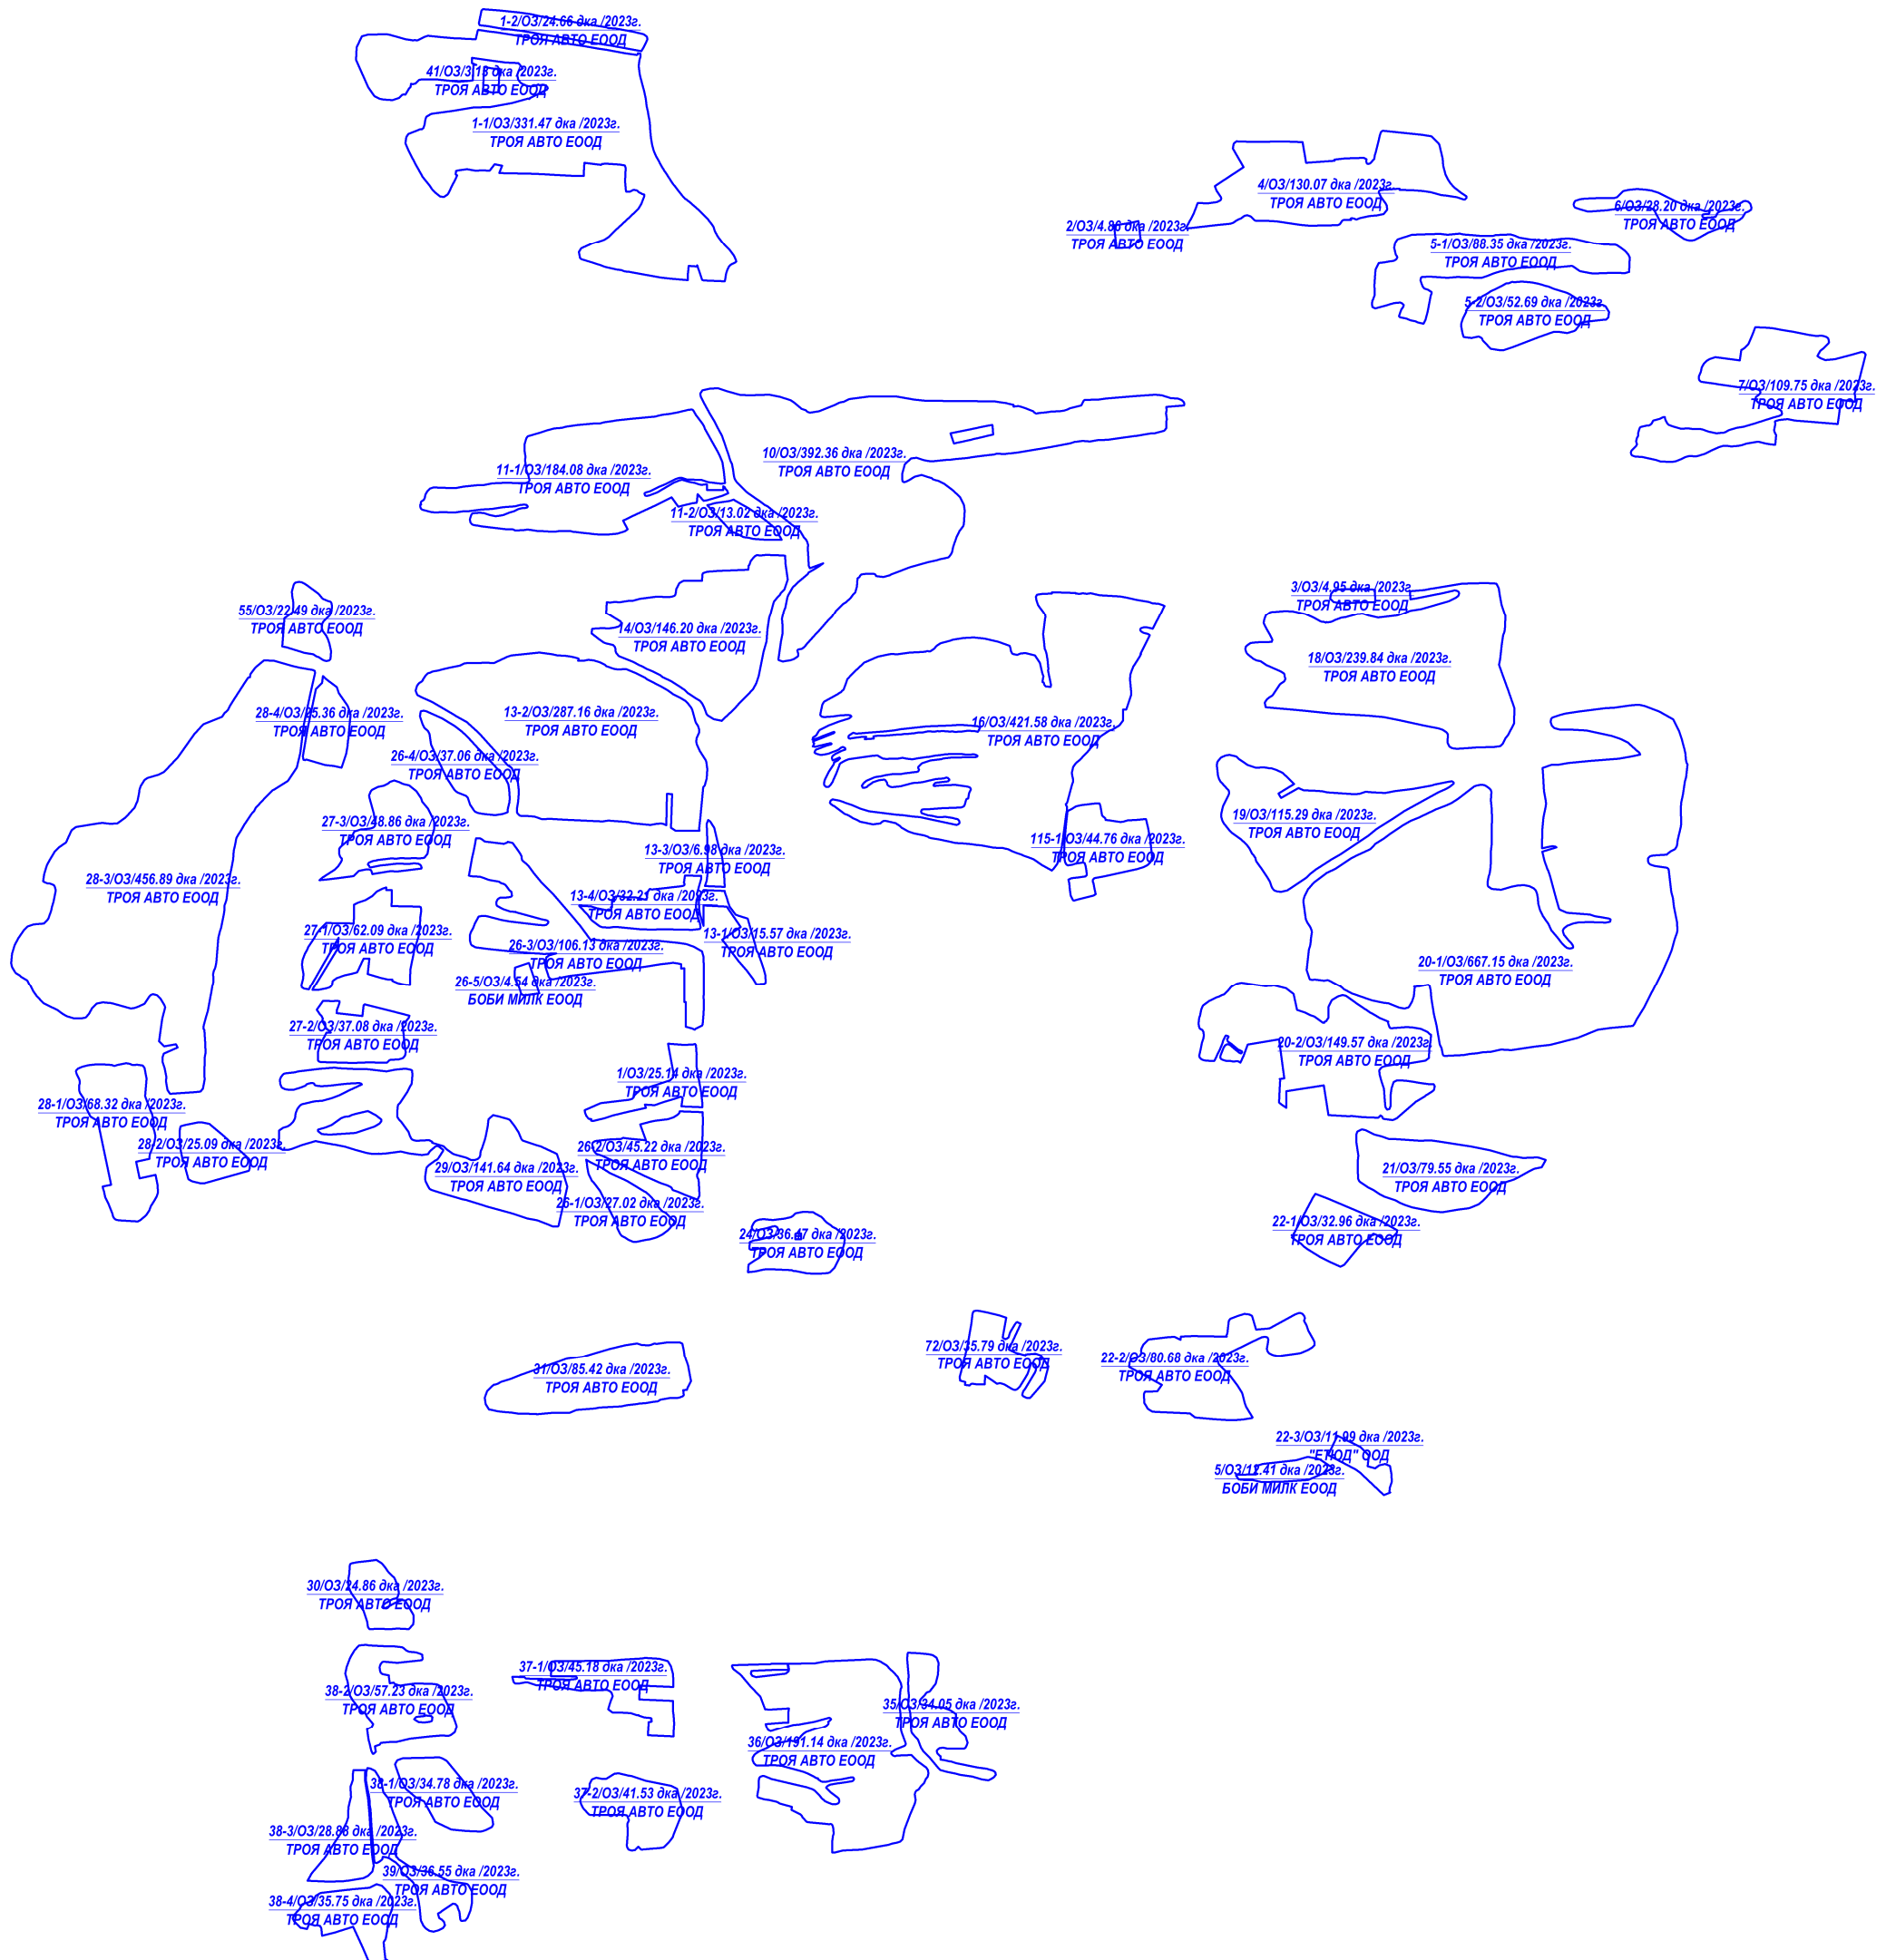 1-2/ОЗ/24.66 дка /2023г.
ТРОЯ АВТО ЕООД
41/ОЗ/3.13 дка /2023г.
ТРОЯ АВТО ЕООД
1-1/ОЗ/331.47 дка /2023г.
ТРОЯ АВТО ЕООД
4/ОЗ/130.07 дка /2023г.
ТРОЯ АВТО ЕООД
6/ОЗ/28.20 дка /2023г.
ТРОЯ АВТО ЕООД
2/ОЗ/4.86 дка /2023г.
ТРОЯ АВТО ЕООД
5-1/ОЗ/88.35 дка /2023г.
ТРОЯ АВТО ЕООД
5-2/ОЗ/52.69 дка /2023г.
ТРОЯ АВТО ЕООД
7/ОЗ/109.75 дка /2023г.
ТРОЯ АВТО ЕООД
10/ОЗ/392.36 дка /2023г.
ТРОЯ АВТО ЕООД
11-1/ОЗ/184.08 дка /2023г.
ТРОЯ АВТО ЕООД
11-2/ОЗ/13.02 дка /2023г.
ТРОЯ АВТО ЕООД
3/ОЗ/4.95 дка /2023г.
ТРОЯ АВТО ЕООД
55/ОЗ/22.49 дка /2023г.
ТРОЯ АВТО ЕООД
14/ОЗ/146.20 дка /2023г.
ТРОЯ АВТО ЕООД
18/ОЗ/239.84 дка /2023г.
ТРОЯ АВТО ЕООД
28-4/ОЗ/25.36 дка /2023г.
ТРОЯ АВТО ЕООД
13-2/ОЗ/287.16 дка /2023г.
ТРОЯ АВТО ЕООД
16/ОЗ/421.58 дка /2023г.
ТРОЯ АВТО ЕООД
26-4/ОЗ/37.06 дка /2023г.
ТРОЯ АВТО ЕООД
27-3/ОЗ/48.86 дка /2023г.
ТРОЯ АВТО ЕООД
19/ОЗ/115.29 дка /2023г.
ТРОЯ АВТО ЕООД
115-1/ОЗ/44.76 дка /2023г.
ТРОЯ АВТО ЕООД
13-3/ОЗ/6.98 дка /2023г.
ТРОЯ АВТО ЕООД
28-3/ОЗ/456.89 дка /2023г.
ТРОЯ АВТО ЕООД
13-4/ОЗ/32.21 дка /2023г.
ТРОЯ АВТО ЕООД
27-1/ОЗ/62.09 дка /2023г.
ТРОЯ АВТО ЕООД
13-1/ОЗ/15.57 дка /2023г.
ТРОЯ АВТО ЕООД
26-3/ОЗ/106.13 дка /2023г.
ТРОЯ АВТО ЕООД
20-1/ОЗ/667.15 дка /2023г.
ТРОЯ АВТО ЕООД
26-5/ОЗ/4.54 дка /2023г.
БОБИ МИЛК ЕООД
27-2/ОЗ/37.08 дка /2023г.
ТРОЯ АВТО ЕООД
20-2/ОЗ/149.57 дка /2023г.
ТРОЯ АВТО ЕООД
1/ОЗ/25.14 дка /2023г.
ТРОЯ АВТО ЕООД
28-1/ОЗ/68.32 дка /2023г.
ТРОЯ АВТО ЕООД
28-2/ОЗ/25.09 дка /2023г.
ТРОЯ АВТО ЕООД
26-2/ОЗ/45.22 дка /2023г.
ТРОЯ АВТО ЕООД
29/ОЗ/141.64 дка /2023г.
ТРОЯ АВТО ЕООД
21/ОЗ/79.55 дка /2023г.
ТРОЯ АВТО ЕООД
26-1/ОЗ/27.02 дка /2023г.
ТРОЯ АВТО ЕООД
22-1/ОЗ/32.96 дка /2023г.
ТРОЯ АВТО ЕООД
24/ОЗ/36.47 дка /2023г.
ТРОЯ АВТО ЕООД
72/ОЗ/35.79 дка /2023г.
ТРОЯ АВТО ЕООД
22-2/ОЗ/80.68 дка /2023г.
ТРОЯ АВТО ЕООД
31/ОЗ/85.42 дка /2023г.
ТРОЯ АВТО ЕООД
22-3/ОЗ/11.99 дка /2023г.
"ЕТЮД" ООД
5/ОЗ/12.41 дка /2023г.
БОБИ МИЛК ЕООД
30/ОЗ/24.86 дка /2023г.
ТРОЯ АВТО ЕООД
37-1/ОЗ/45.18 дка /2023г.
ТРОЯ АВТО ЕООД
38-2/ОЗ/57.23 дка /2023г.
ТРОЯ АВТО ЕООД
35/ОЗ/34.05 дка /2023г.
ТРОЯ АВТО ЕООД
36/ОЗ/191.14 дка /2023г.
ТРОЯ АВТО ЕООД
38-1/ОЗ/34.78 дка /2023г.
ТРОЯ АВТО ЕООД
37-2/ОЗ/41.53 дка /2023г.
ТРОЯ АВТО ЕООД
38-3/ОЗ/28.88 дка /2023г.
ТРОЯ АВТО ЕООД
39/ОЗ/36.55 дка /2023г.
ТРОЯ АВТО ЕООД
38-4/ОЗ/35.75 дка /2023г.
ТРОЯ АВТО ЕООД